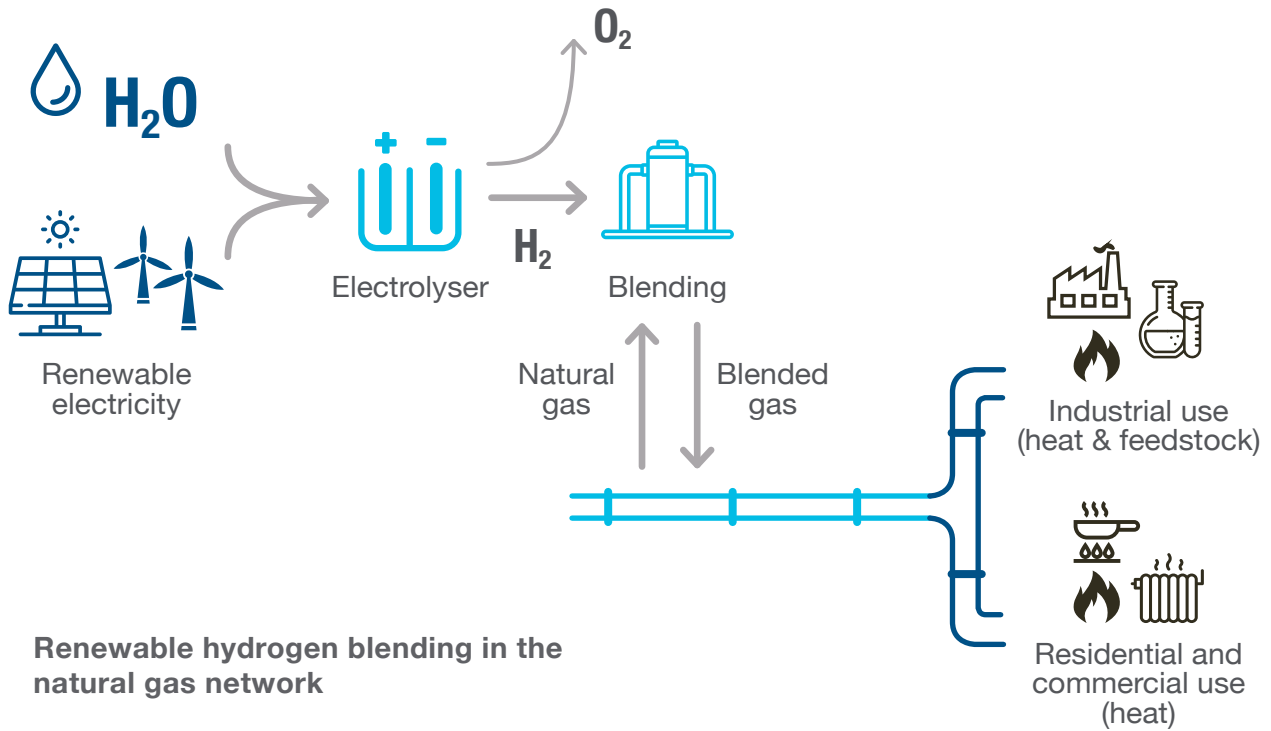 O₂
H₂O
+ -
H₂
Electrolyser
Blending
Renewable
electricity
Natural
gas
Blended
gas
Industrial use
(heat & feedstock)
Renewable hydrogen blending in the
natural gas network
Residential and
commercial use
(heat)